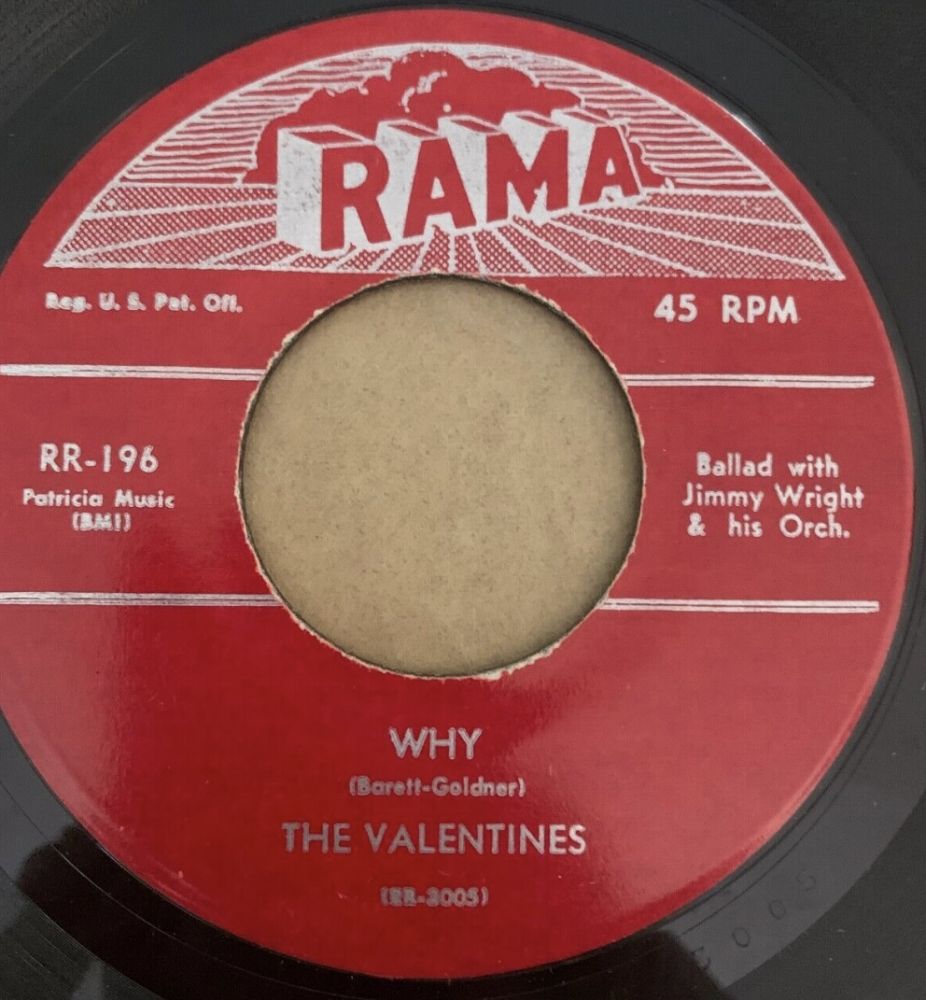 RAMA
Reg. U. S. Pat. Off.
45 RPM
RR-196
Patricia Music
(BMI)
Ballad with
Jimmy Wright
& his Orch.
WHY
(Barett-Goldner)
THE VALENTINES
(RR-3005)